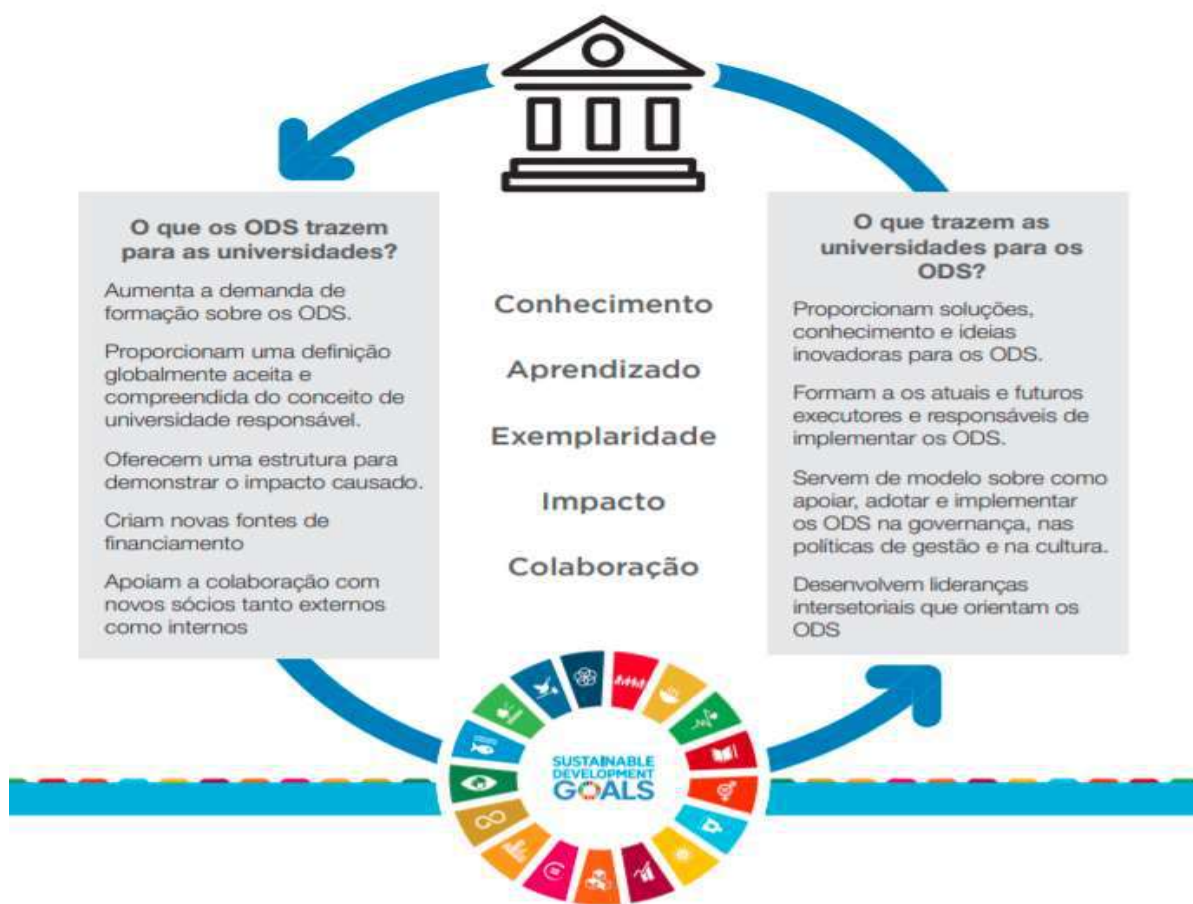 O que os ODS trazem
para as universidades?
Aumenta a demanda de
formação sobre os ODS.
Proporcionam uma definição
globalmente aceita e
compreendida do conceito de
universidade responsável.
Oferecem uma estrutura para
demonstrar o impacto causado.
Criam novas fontes de
financiamento
Apoiam a colaboração com
novos sócios tanto externos
como internos
Conhecimento
Aprendizado
Exemplaridade
Impacto
Colaboração
O que trazem as
universidades para os
ODS?
Proporcionam soluções,
conhecimento e ideias
inovadoras para os ODS.
Formam a os atuais e futuros
executores e responsáveis de
implementar os ODS.
Servem de modelo sobre como
apoiar, adotar e implementar
os ODS na governança, nas
políticas de gestão e na cultura.
Desenvolvem lideranças
intersetoriais que orientam os
ODS
SUSTAINABLE
DEVELOPMENT
GOALS